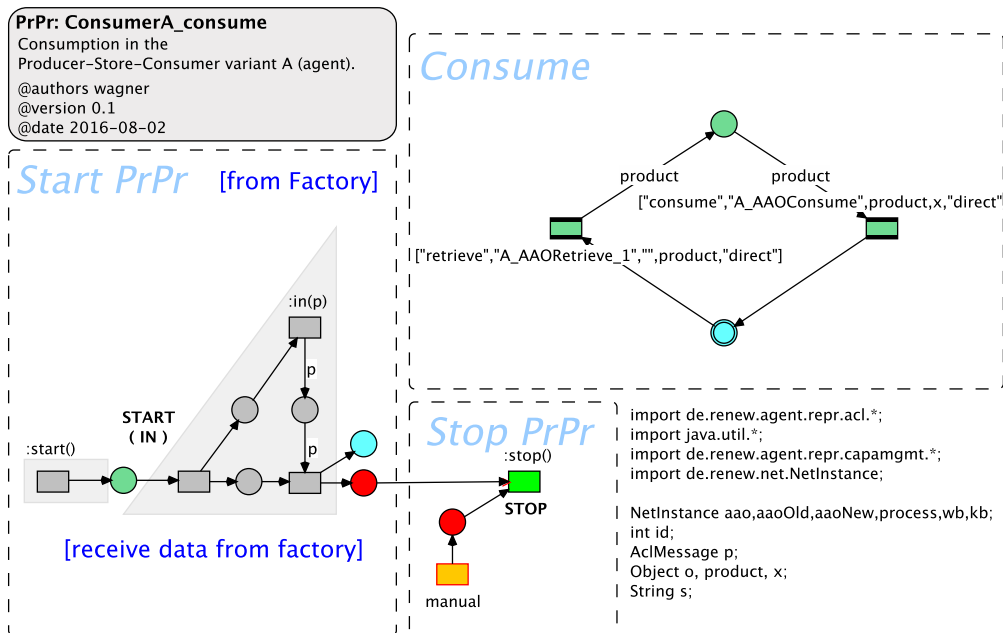 PrPr: ConsumerA_consume
Consumption in the
Producer-Store-Consumer variant A (agent).
@authors wagner
@version 0.1
@date 2016-08-02
Start PrPr
[from Factory]
:in(p)
p
START
( IN )
p
:start()
[receive data from factory]
Consume
product
product
["consume","A_AAOConsume",product,x,"direct"
["retrieve","A_AAORetrieve_1","",product,"direct"]
Stop PrPr
:stop()
STOP
manual
import de.renew.agent.repr.acl.*;
import java.util.*;
import de.renew.agent.repr.capamgmt.*;
import de.renew.net.NetInstance;
NetInstance aao,aaoOld,aaoNew,process,wb,kb;
int id;
AclMessage p;
Object o, product, x;
String s;